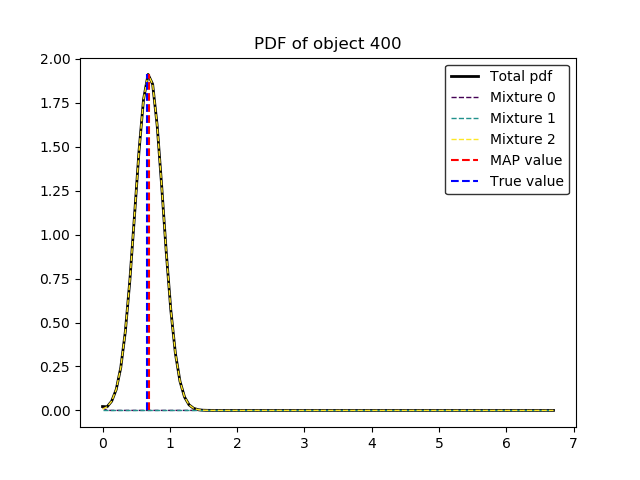 PDF of object 400
2.00
1.75
1.50
1.25
1.00
0.75
0.50
0.25
0.00
Total pdf
Mixture 0
Mixture 1
Mixture 2
MAP value
True value
0 1 2 3 4 5 6 7